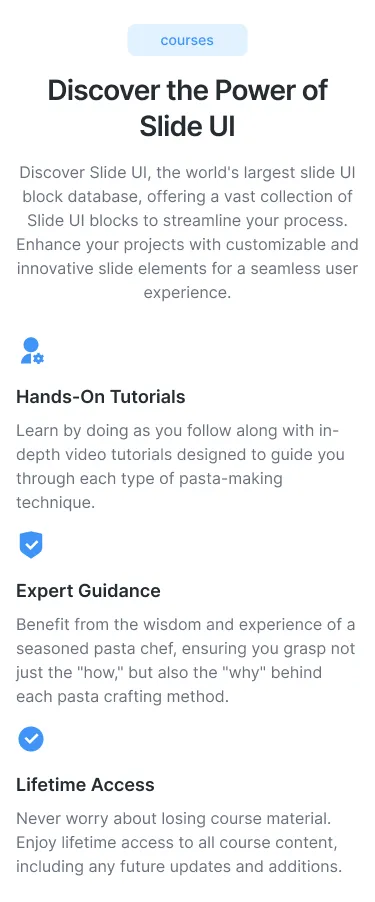 courses
Discover the Power of
Slide UI
Discover Slide UI, the world's largest slide UI
block database, offering a vast collection of
Slide UI blocks to streamline your process.
Enhance your projects with customizable and
innovative slide elements for a seamless user
experience.
Hands-On Tutorials
Learn by doing as you follow along with in-
depth video tutorials designed to guide you
through each type of pasta-making
technique.
Expert Guidance
Benefit from the wisdom and experience of a
seasoned pasta chef, ensuring you grasp not
just the "how," but also the "why" behind
each pasta crafting method.
Lifetime Access
Never worry about losing course material.
Enjoy lifetime access to all course content,
including any future updates and additions.